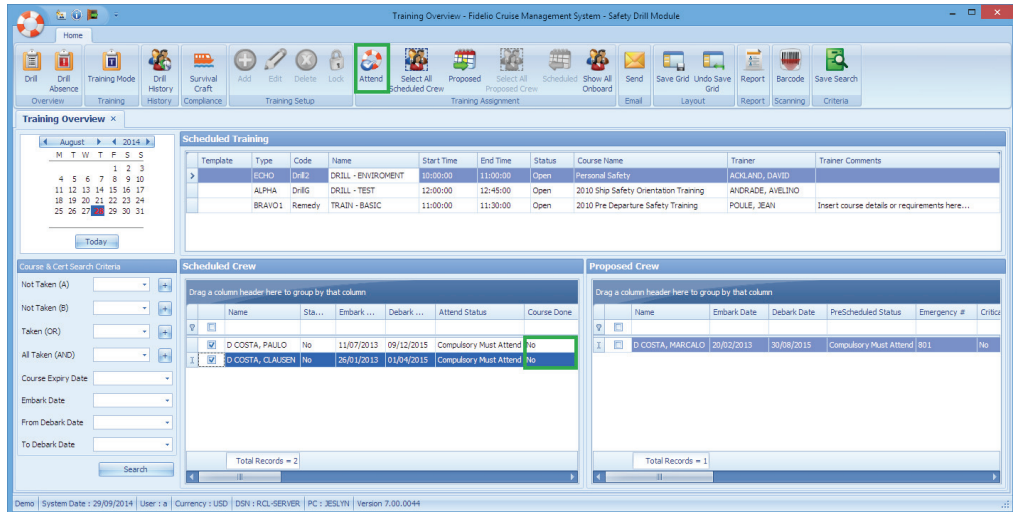 Training Overview - Fidelio Cruise Management System - Safety Drill Module
Home
Drill
Drill Absence
Training Mode
Drill History
Survival Craft
Add
Edit
Delete
Lock
Attend
Select All Scheduled Crew
Proposed
Select All Proposed Crew
Scheduled
Show All Onboard
Send
Save Grid
Undo Save Grid
Report
Barcode
Save Search
Overview
Training
History
Compliance
Training Setup
Training Assignment
Email
Layout
Report
Scanning
Criteria
Training Overview ×
August 2014
M T W T F S S
1 2 3
4 5 6 7 8 9 10
11 12 13 14 15 16 17
18 19 20 21 22 23 24
25 26 27 28 29 30 31
Today
Scheduled Training
Template Type Code Name Start Time End Time Status Course Name Trainer Trainer Comments
ECHO Drill2 DRILL - ENVIROMENT 10:00:00 11:00:00 Open Personal Safety ACKLAND, DAVID
ALPHA DrillG DRILL - TEST 12:00:00 12:45:00 Open 2010 Ship Safety Orientation Training ANDRADE, AVELINO
BRAVO1 Remedy TRAIN - BASIC 11:00:00 11:30:00 Open 2010 Pre Departure Safety Training POULE, JEAN Insert course details or requirements here...
Course & Cert Search Criteria
Not Taken (A)
Not Taken (B)
Taken (OR)
All Taken (AND)
Course Expiry Date
Embark Date
From Debark Date
To Debark Date
Search
Scheduled Crew
Drag a column header here to group by that column
Name Sta... Embark ... Debark ... Attend Status Course Done
D COSTA, PAULO No 11/07/2013 09/12/2015 Compulsory Must Attend No
D COSTA, CLAUSEN No 26/01/2013 01/04/2015 Compulsory Must Attend No
Total Records = 2
Proposed Crew
Drag a column header here to group by that column
Name Embark Date Debark Date PreScheduled Status Emergency # Critica
D COSTA, MARCALO 20/02/2013 30/08/2015 Compulsory Must Attend 801 No
Total Records = 1
Demo System Date : 29/09/2014 User : a Currency : USD DSN : RCL-SERVER PC : JESLYN Version 7.00.0044